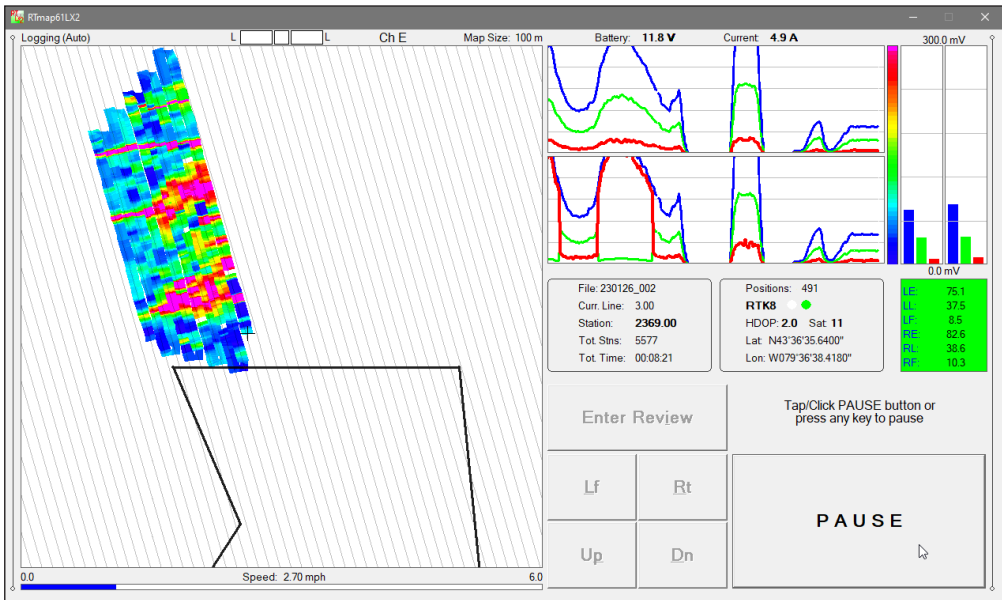 RTmap61LX2
Logging (Auto) L L Ch E Map Size: 100 m
Battery: 11.8 V Current: 4.9 A
300.0 mV
0.0 mV
File: 230126_002
Curr. Line: 3.00
Station: 2369.00
Tot. Stns: 5577
Tot. Time: 00:08:21
Positions: 491
RTK8
HDOP: 2.0 Sat: 11
Lat: N43°36'35.6400"
Lon: W079°36'38.4180"
LE: 75.1
LL: 37.5
LF: 8.5
RE: 82.6
RL: 38.6
RF: 10.3
Enter Review
Tap/Click PAUSE button or
press any key to pause
Lf Rt
Up Dn
PAUSE
0.0 Speed: 2.70 mph 6.0